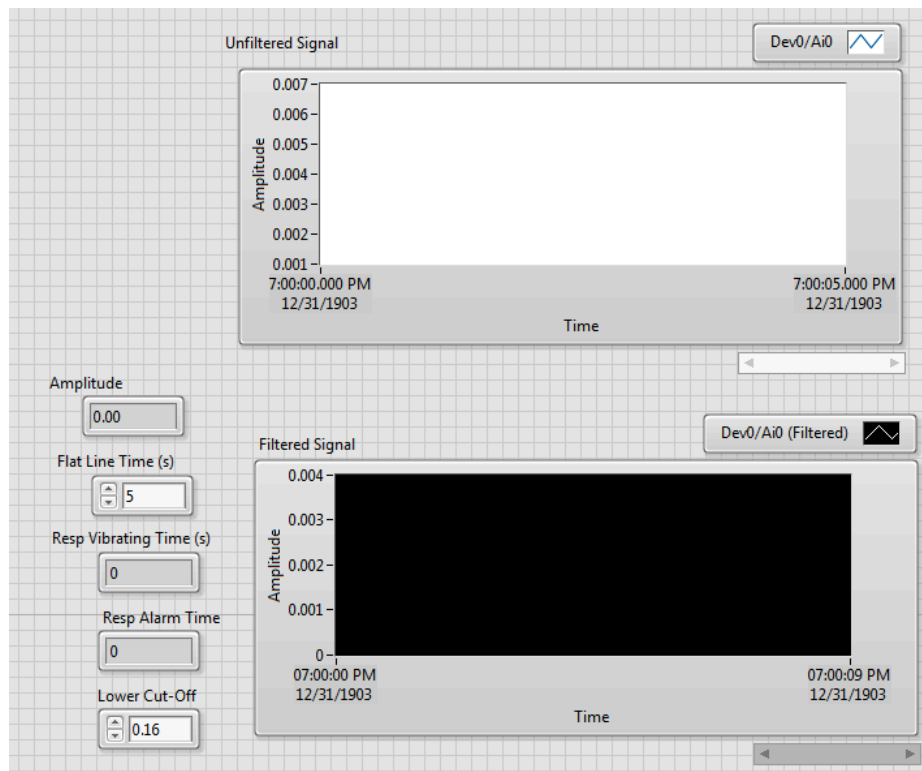 Unfiltered Signal
Dev0/Ai0
0.007
0.006
0.005
0.004
0.003
0.002
0.001
Amplitude
7:00:00.000 PM
12/31/1903
7:00:05.000 PM
12/31/1903
Time
Amplitude
0.00
Flat Line Time (s)
5
Resp Vibrating Time (s)
0
Resp Alarm Time
0
Lower Cut-Off
0.16
Filtered Signal
Dev0/Ai0 (Filtered)
0.004
0.003
0.002
0.001
0
Amplitude
07:00:00 PM
12/31/1903
07:00:09 PM
12/31/1903
Time